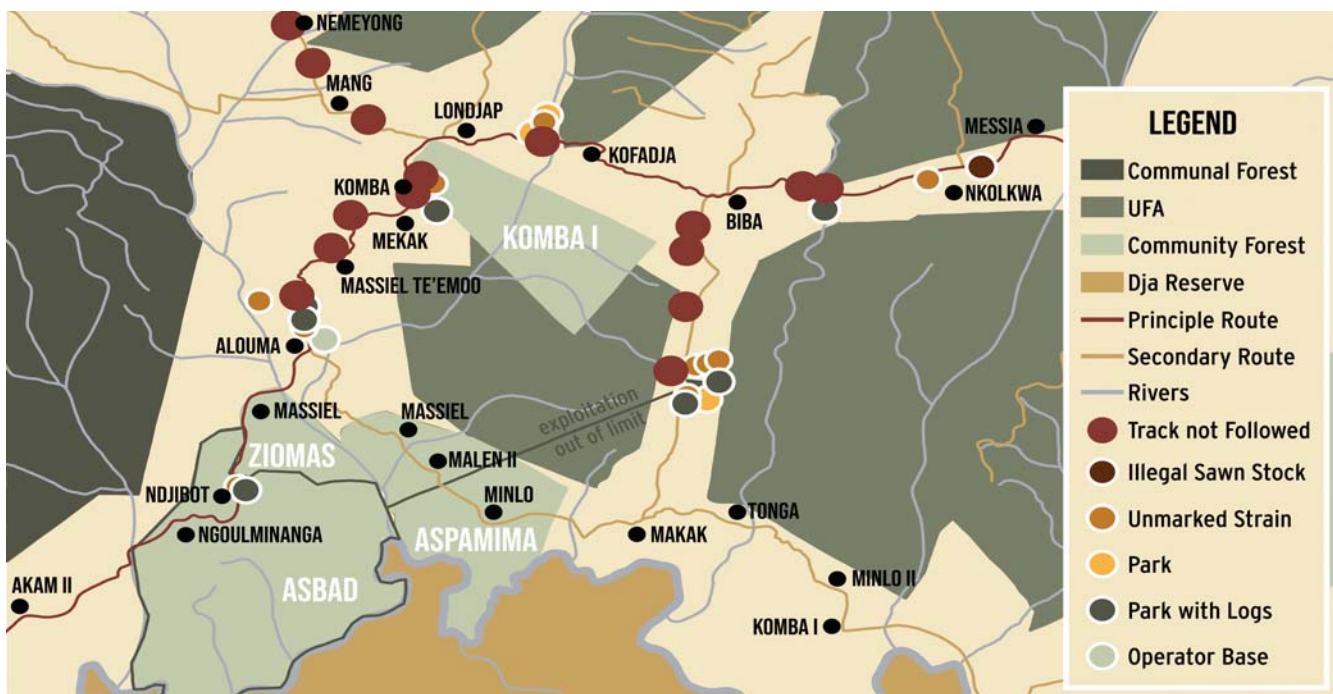 NEMEYONG
MANG
LONDJAP
MESSIA
KOFADJA
KOMBA
NKOLKWA
BIBA
MEKAK
KOMBA I
MASSIEL TE'EMOO
ALOUMA
MASSIEL
MASSIEL
exploitation
out of limit
ZIOMAS
MALEN II
NDJIBOT
MINLO
TONGA
NGOULMINANGA
ASPAMIMA
MAKAK
ASBAD
AKAM II
MINLO II
KOMBA I
LEGEND
Communal Forest
UFA
Community Forest
Dja Reserve
Principle Route
Secondary Route
Rivers
Track not Followed
Illegal Sawn Stock
Unmarked Strain
Park
Park with Logs
Operator Base